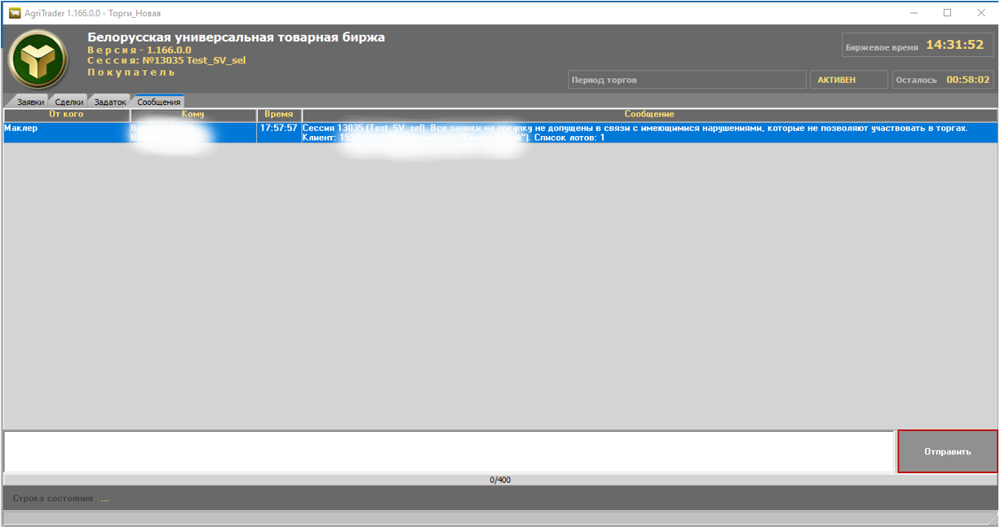 AgriTrader 1.166.0.0 - Торги_Новая
Белорусская универсальная товарная биржа
Версия - 1.166.0.0
Сессия: №13035 Test_SV_sel
Покупатель
Биржевое время 14:31:52
Период торгов
АКТИВЕН
Осталось 00:58:02
Заявки Сделки Задаток Сообщения
От кого Кому Время Сообщение
Маклер 17:57:57 Сессия 13035 (Test_SV_sel). Все заявки на покупку не допущены в связи с имеющимися нарушениями, которые не позволяют участвовать в торгах.
Клиент: "). Список лотов: 1
Отправить
0/400
Строка состояния ...